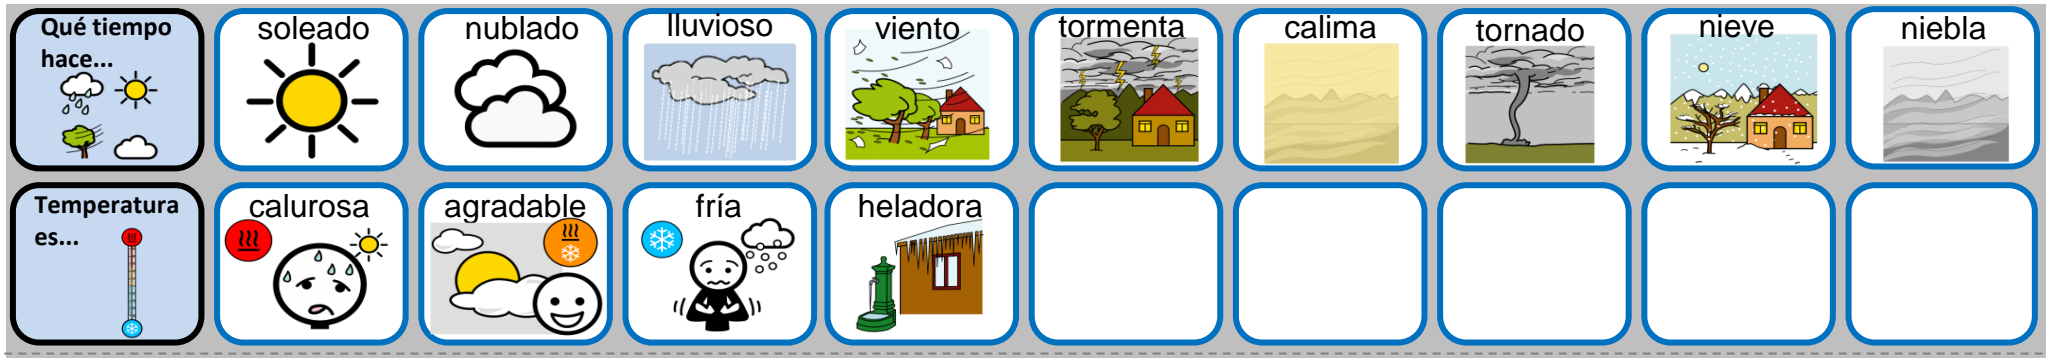 Qué tiempo
hace...
soleado
nublado
lluvioso
viento
tormenta
calima
tornado
nieve
niebla
Temperatura
es...
calurosa
agradable
fría
heladora